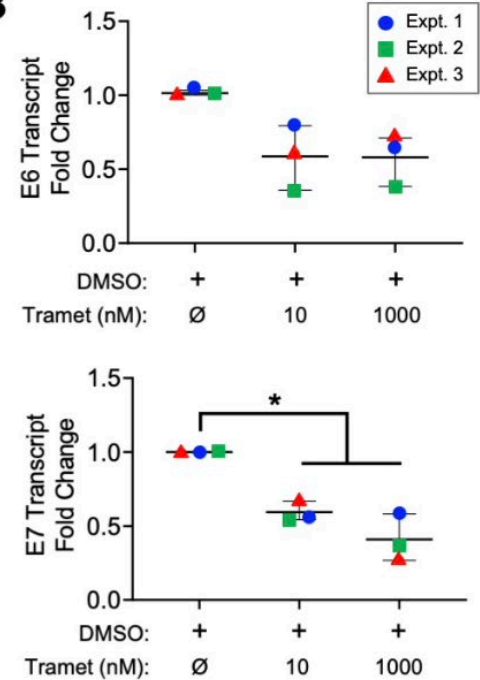 Expt. 1
Expt. 2
Expt. 3
E6 Transcript
Fold Change
1.5
1.0
0.5
0.0
DMSO: + + +
Tramet (nM): Ø 10 1000
E7 Transcript
Fold Change
1.5
1.0
0.5
0.0
*
DMSO: + + +
Tramet (nM): Ø 10 1000